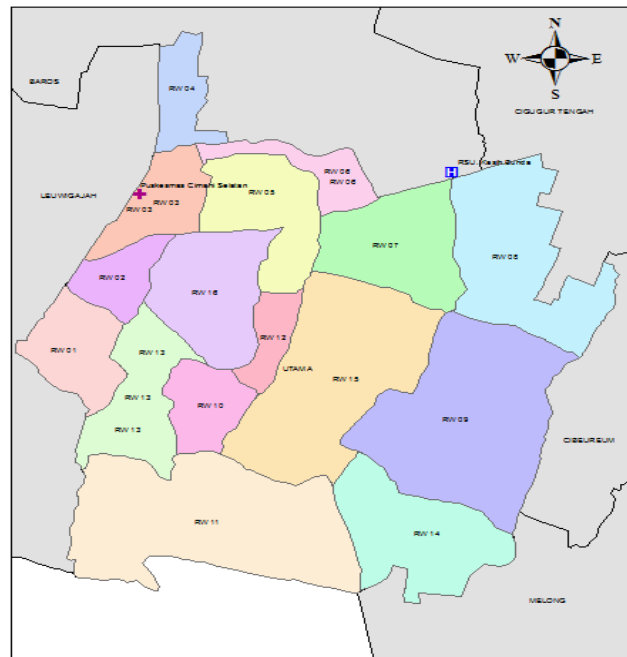 N
W E
S
BAROS
RW 04
CIGUGUR TENGAH
RSU. Kasih Bunda
H
RW 06
RW 06
Puskesmas Cimahi Selatan
LEUWIGAJAH
RW 03
RW 03
RW 05
RW 07
RW 08
RW 02
RW 16
RW 12
RW 01
RW 13
UTAMA
RW 15
RW 13
RW 10
RW 13
RW 09
CIBEUREUM
RW 11
RW 14
MELONG